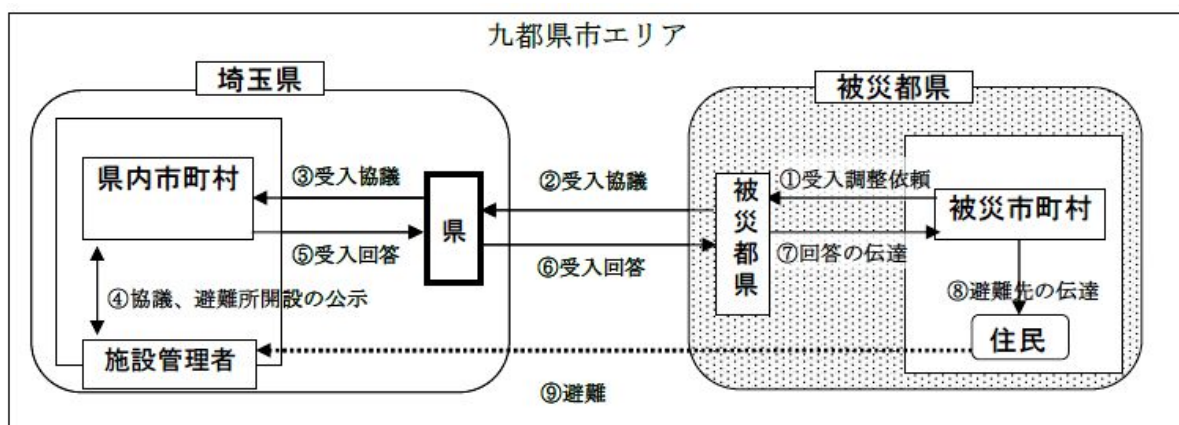 九都県市エリア
埼玉県
被災都県
県内市町村
③受入協議
②受入協議
①受入調整依頼
県
被災都県
被災市町村
⑤受入回答
⑥受入回答
⑦回答の伝達
④協議、避難所開設の公示
⑧避難先の伝達
施設管理者
住民
⑨避難